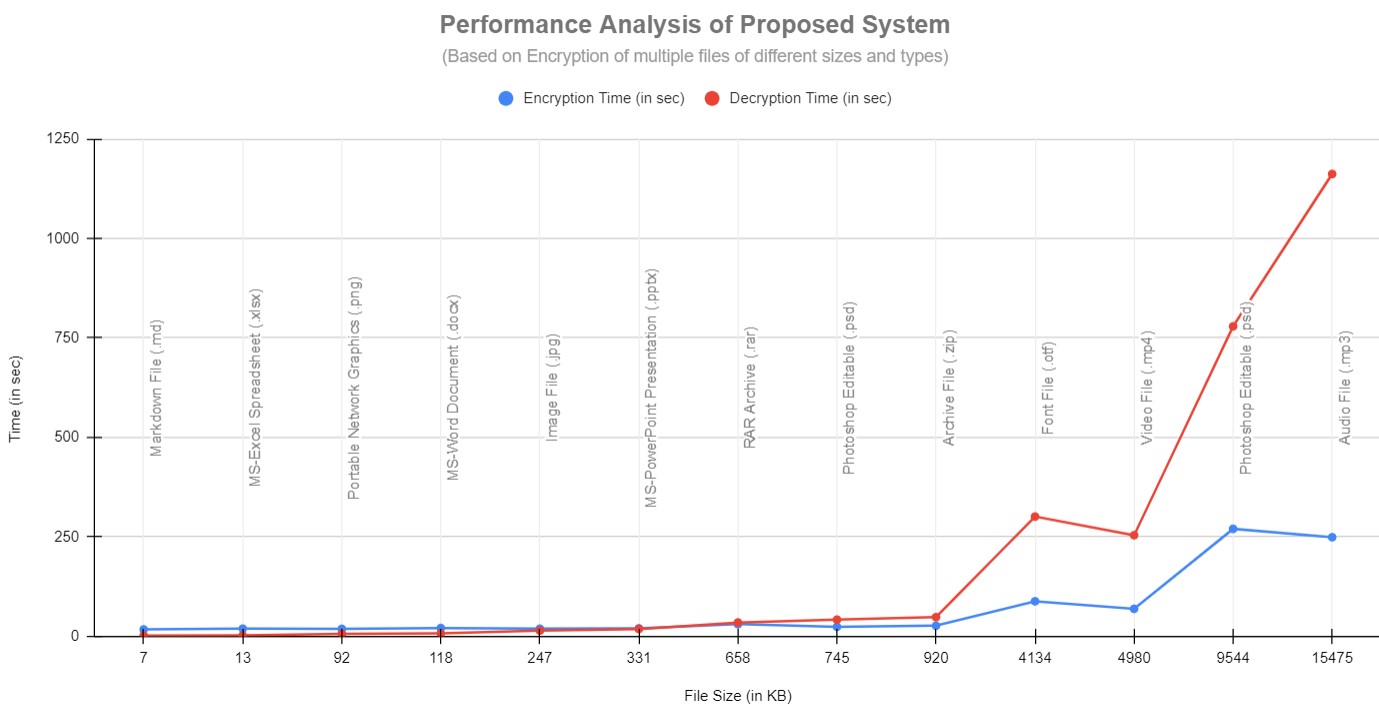 Performance Analysis of Proposed System
(Based on Encryption of multiple files of different sizes and types)
Encryption Time (in sec)
Decryption Time (in sec)
Time (in sec)
1250
1000
750
500
250
0
Markdown File (.md)
MS-Excel Spreadsheet (.xlsx)
Portable Network Graphics (.png)
MS-Word Document (.docx)
Image File (.jpg)
MS-PowerPoint Presentation (.pptx)
RAR Archive (.rar)
Photoshop Editable (.psd)
Archive File (.zip)
Font File (.otf)
Video File (.mp4)
Photoshop Editable (.psd)
Audio File (.mp3)
7
13
92
118
247
331
658
745
920
4134
4980
9544
15475
File Size (in KB)